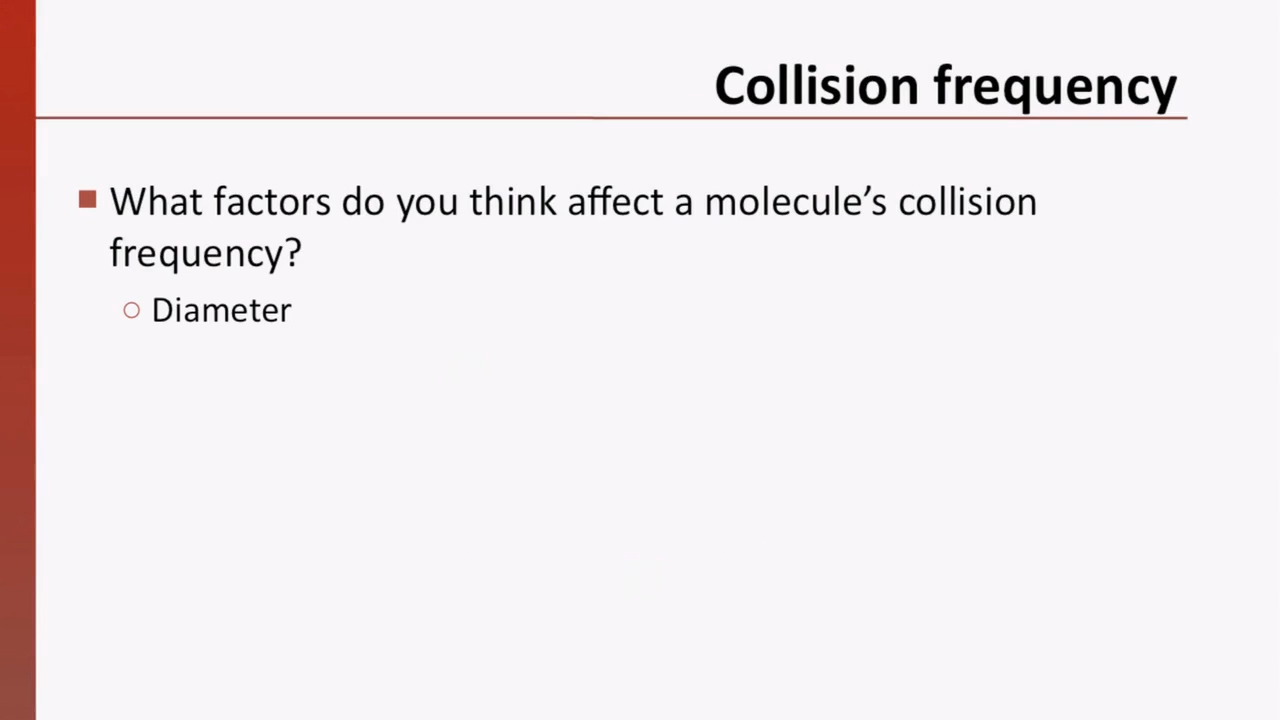 Collision frequency
What factors do you think affect a molecule’s collision
frequency?
Diameter